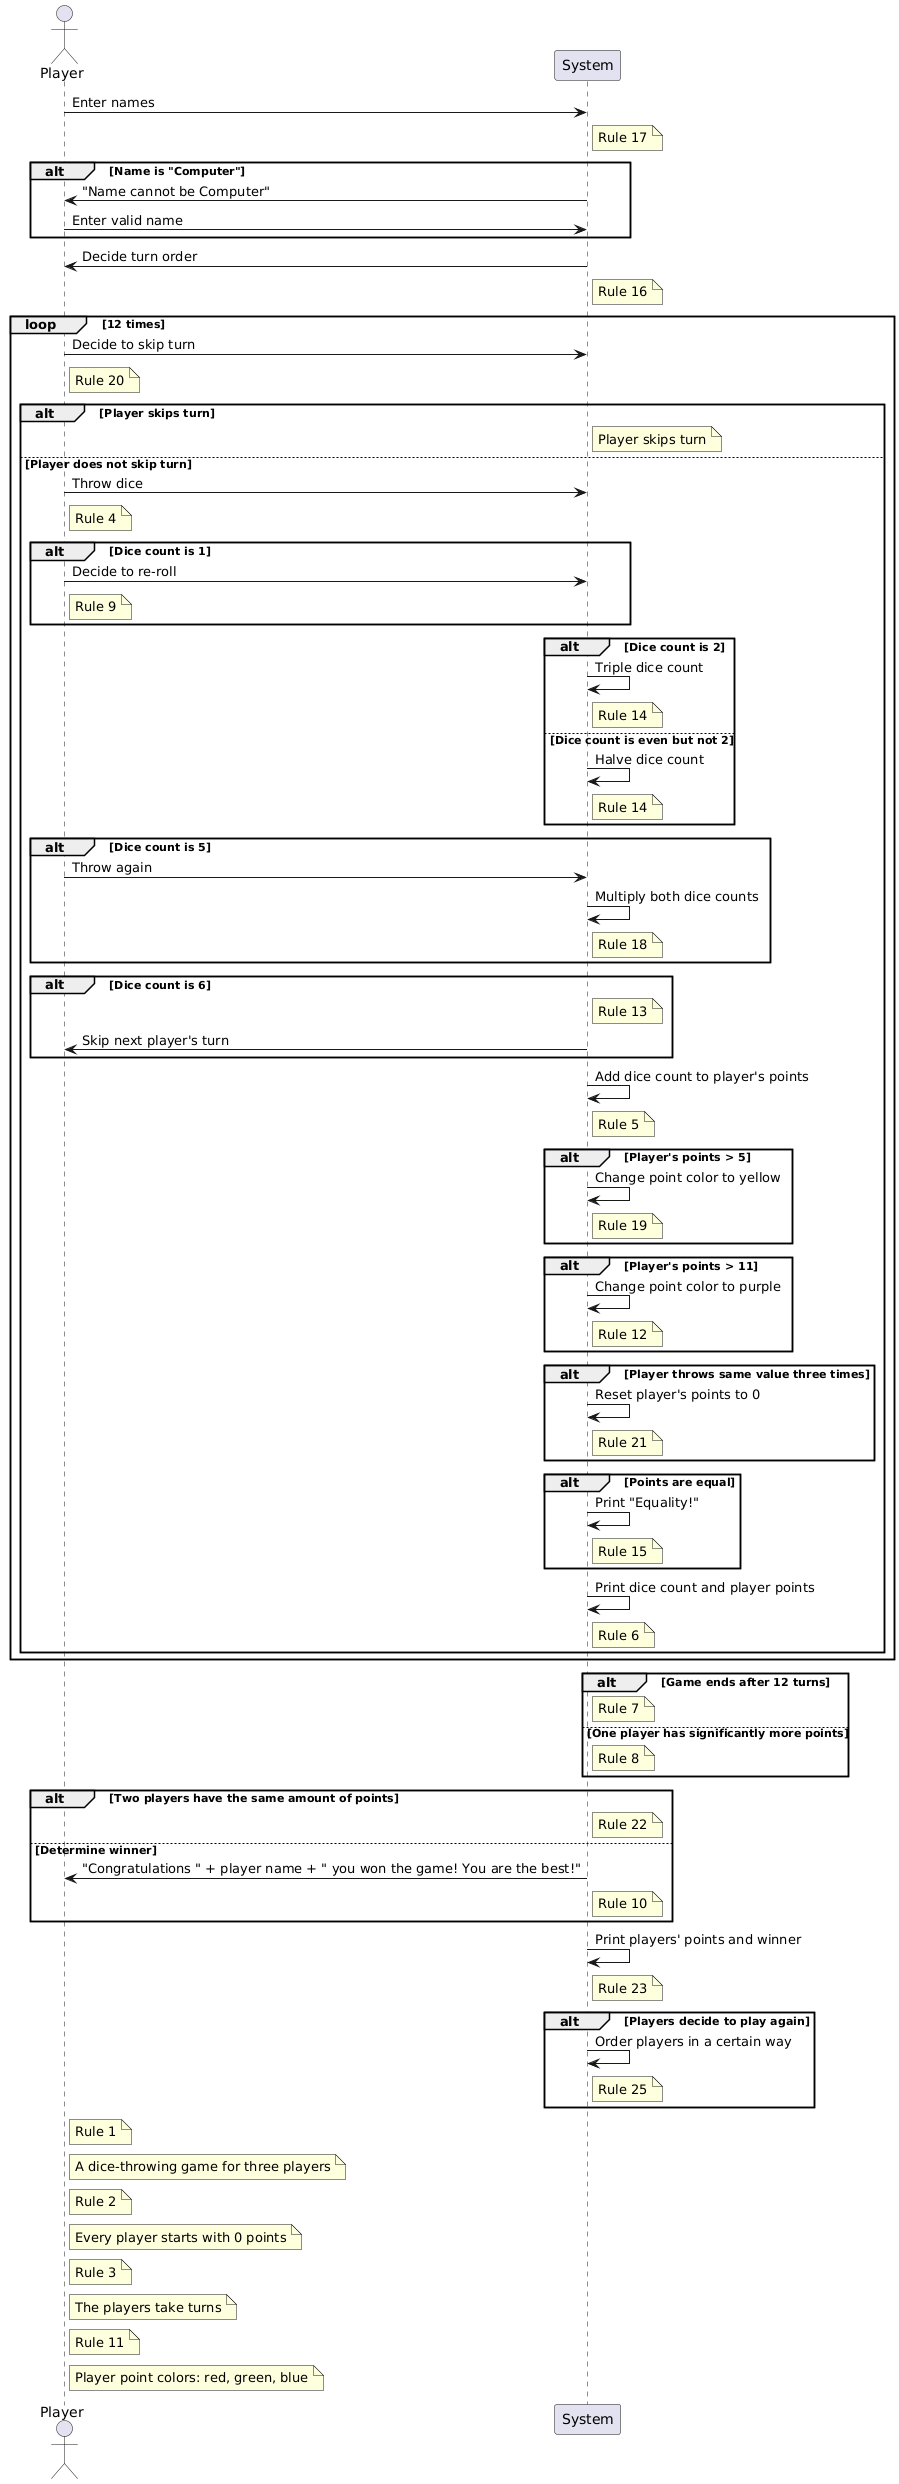 Player
System
Enter names
Rule 17
alt [Name is "Computer"]
"Name cannot be Computer"
Enter valid name
Decide turn order
Rule 16
loop [12 times]
Decide to skip turn
Rule 20
alt [Player skips turn]
Player skips turn
[Player does not skip turn]
Throw dice
Rule 4
alt [Dice count is 1]
Decide to re-roll
Rule 9
alt [Dice count is 2]
Triple dice count
Rule 14
[Dice count is even but not 2]
Halve dice count
Rule 14
alt [Dice count is 5]
Throw again
Multiply both dice counts
Rule 18
alt [Dice count is 6]
Rule 13
Skip next player's turn
Add dice count to player's points
Rule 5
alt [Player's points > 5]
Change point color to yellow
Rule 19
alt [Player's points > 11]
Change point color to purple
Rule 12
alt [Player throws same value three times]
Reset player's points to 0
Rule 21
alt [Points are equal]
Print "Equality!"
Rule 15
Print dice count and player points
Rule 6
alt [Game ends after 12 turns]
Rule 7
[One player has significantly more points]
Rule 8
alt [Two players have the same amount of points]
Rule 22
[Determine winner]
"Congratulations " + player name + " you won the game! You are the best!"
Rule 10
Print players' points and winner
Rule 23
alt [Players decide to play again]
Order players in a certain way
Rule 25
Rule 1
A dice-throwing game for three players
Rule 2
Every player starts with 0 points
Rule 3
The players take turns
Rule 11
Player point colors: red, green, blue
Player
System